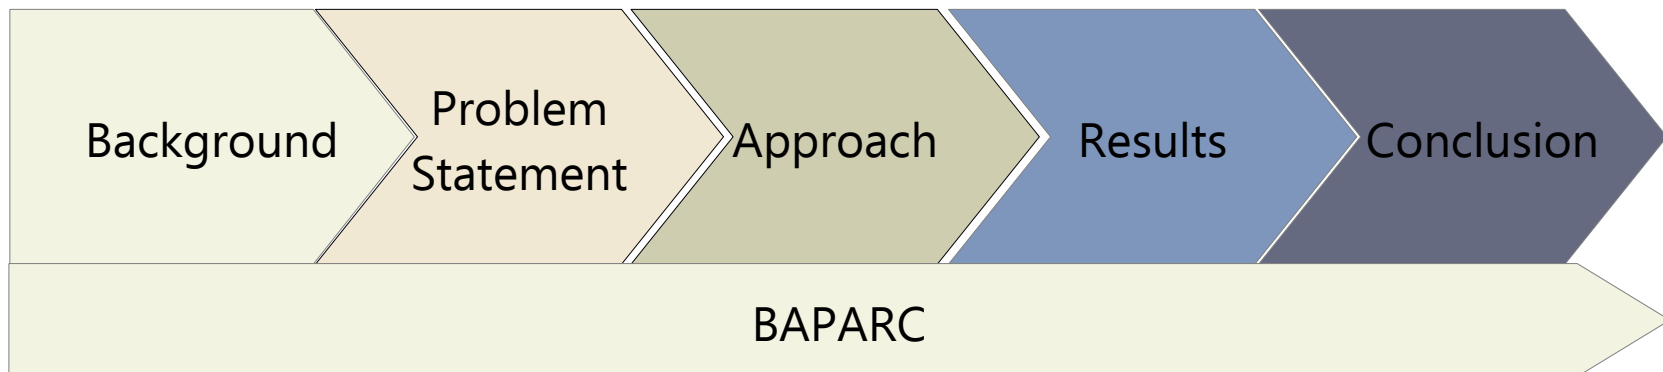 Background
Problem
Statement
Approach
Results
Conclusion
BAPARC